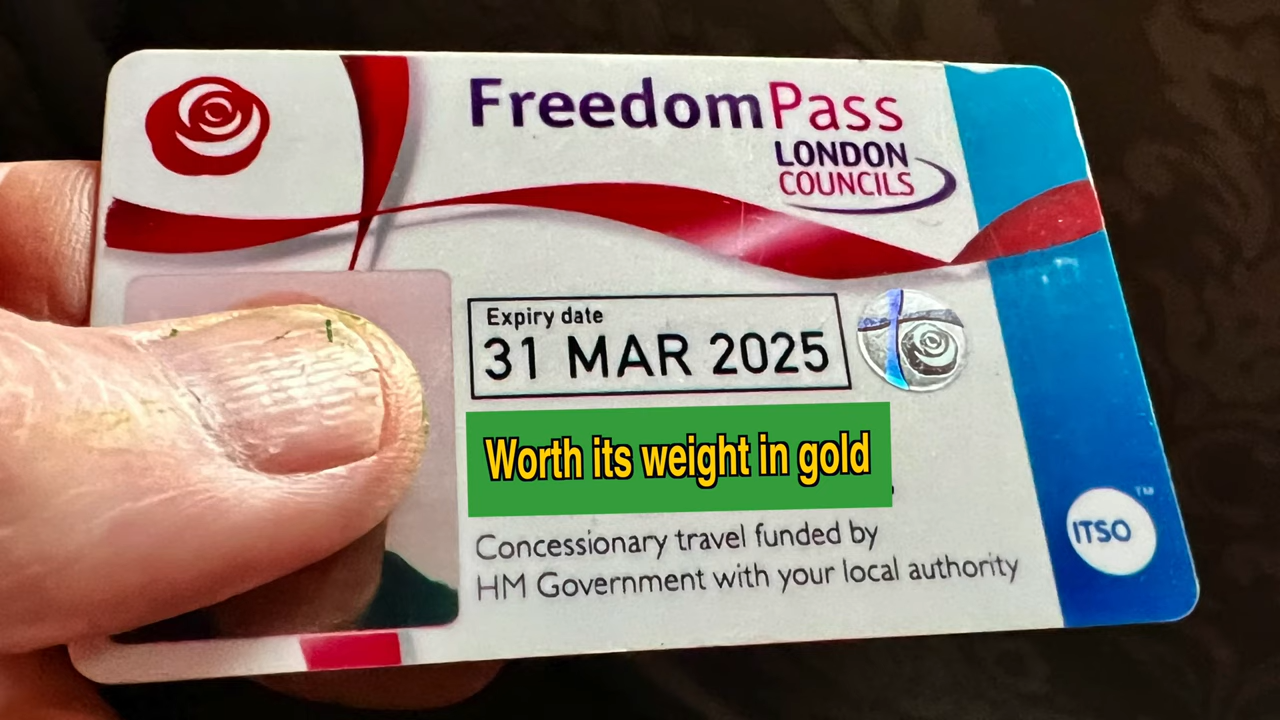 FreedomPass
LONDON
COUNCILS
Expiry date
31 MAR 2025
Worth its weight in gold
Concessionary travel funded by
HM Government with your local authority
ITSO™